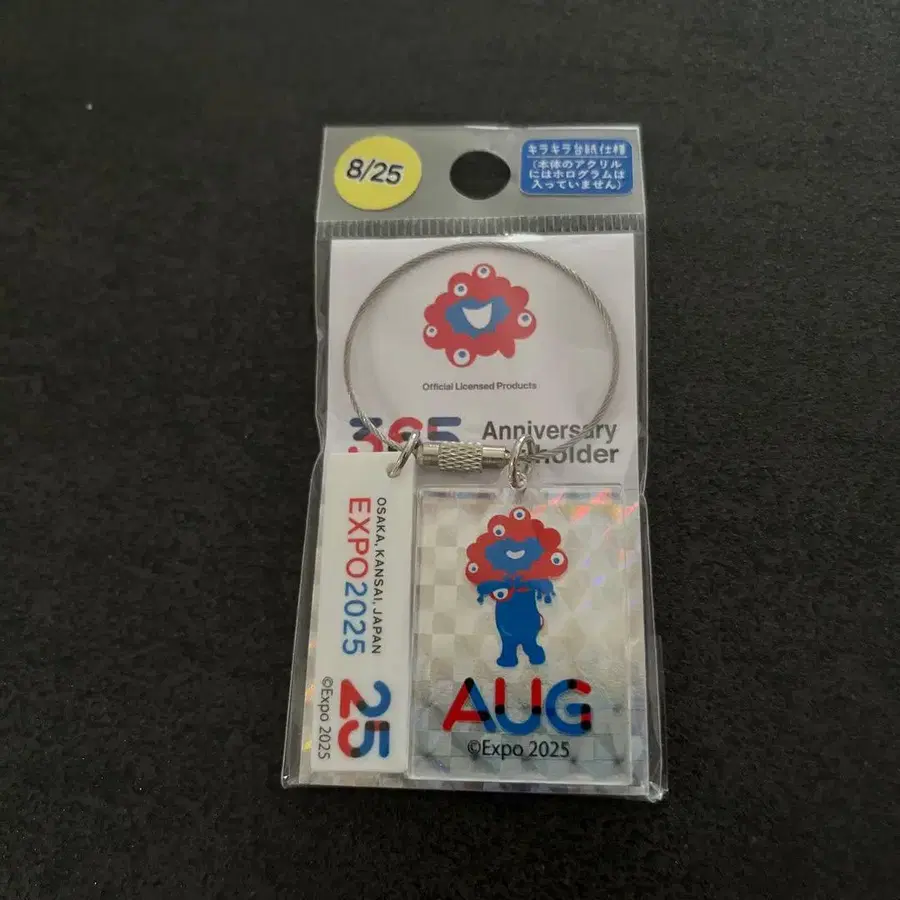 8/25
キラキラ台紙仕様
(本体のアクリル
にはホログラムは
入っていません)
Official Licensed Products
365
Anniversary
holder
OSAKA, KANSAI, JAPAN
EXPO2025
25
©Expo 2025
AUG
©Expo 2025